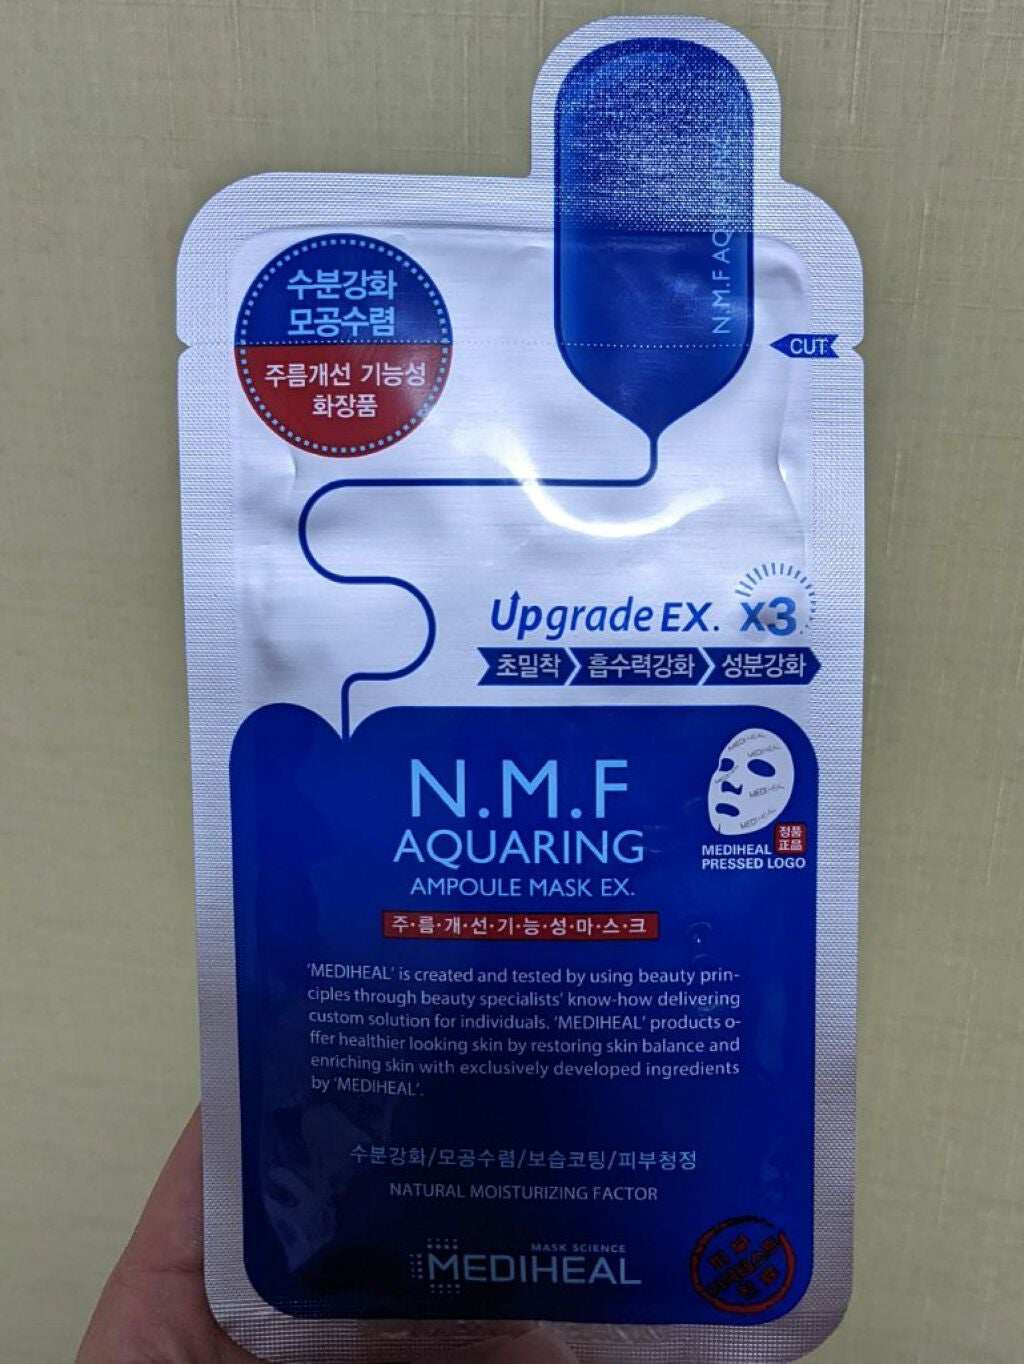 N.M.F AQUARING
수분강화
모공수렴
주름개선 기능성
화장품
CUT
Upgrade EX. x3
초밀착 흡수력강화 성분강화
N.M.F
AQUARING
AMPOULE MASK EX.
주·름·개·선·기·능·성·마·스·크
MEDIHEAL
MEDIHEAL
MEDIHEAL
MEDIHEAL
정품
正品
MEDIHEAL
PRESSED LOGO
'MEDIHEAL' is created and tested by using beauty prin-
ciples through beauty specialists' know-how delivering
custom solution for individuals. 'MEDIHEAL' products o-
ffer healthier looking skin by restoring skin balance and
enriching skin with exclusively developed ingredients
by 'MEDIHEAL'.
수분강화/모공수렴/보습코팅/피부청정
NATURAL MOISTURIZING FACTOR
MASK SCIENCE
MEDIHEAL